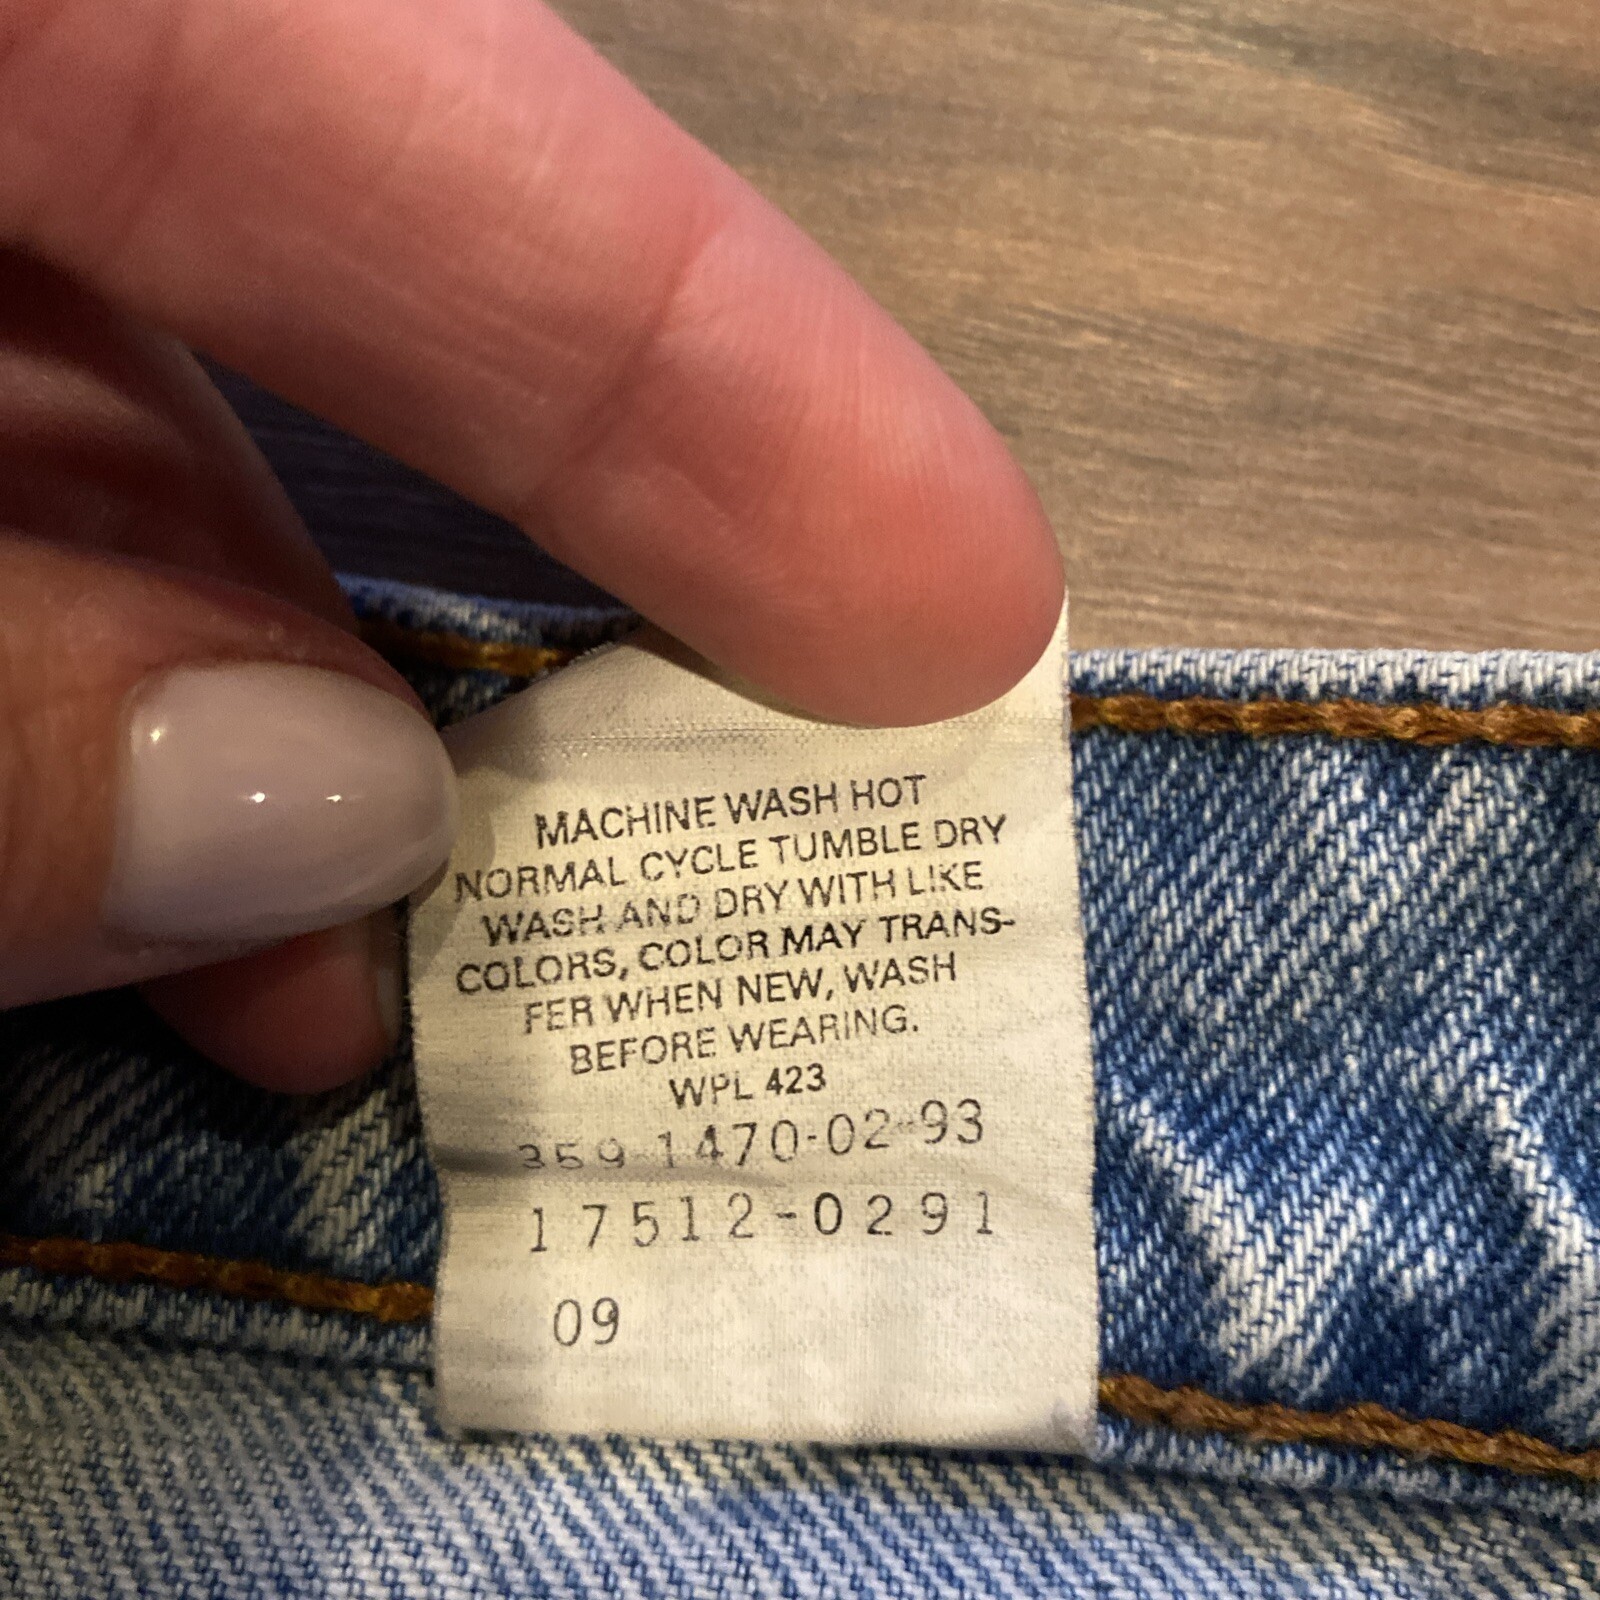 MACHINE WASH HOT
NORMAL CYCLE TUMBLE DRY
WASH AND DRY WITH LIKE
COLORS, COLOR MAY TRANS-
FER WHEN NEW, WASH
BEFORE WEARING.
WPL 423
359 1470-02-93
17512-0291
09